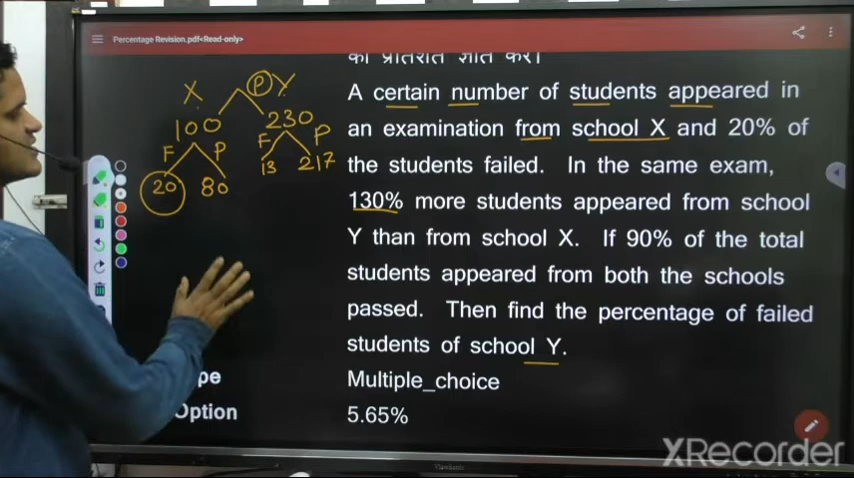 Percentage Revision.pdf<Read-only>
का प्रतिशत ज्ञात करें।
A certain number of students appeared in
an examination from school X and 20% of
the students failed. In the same exam,
130% more students appeared from school
Y than from school X. If 90% of the total
students appeared from both the schools
passed. Then find the percentage of failed
students of school Y.
pe Multiple_choice
Option 5.65%
X P Y
100 230
F P F P
20 80 13 217
XRecorder